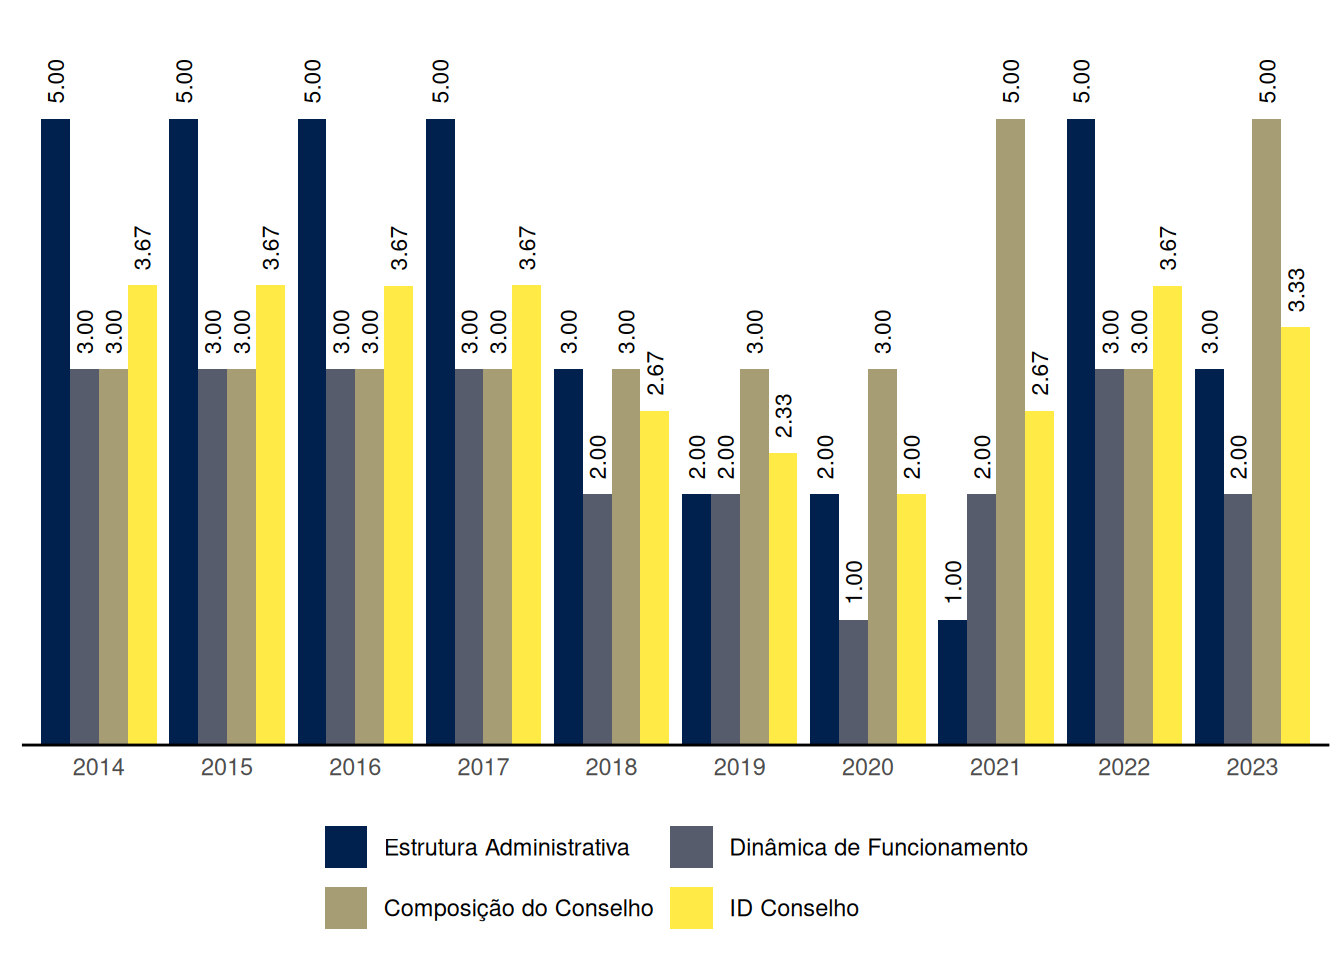 5.00 3.00 3.00 3.67 5.00 3.00 3.00 3.67 5.00 3.00 3.00 3.67 5.00 3.00 3.00 3.67 3.00 2.00 3.00 2.67 2.00 2.00 3.00 2.33 2.00 1.00 3.00 2.00 1.00 2.00 5.00 2.67 5.00 3.00 3.00 3.67 3.00 2.00 5.00 3.33
2014 2015 2016 2017 2018 2019 2020 2021 2022 2023
Estrutura Administrativa Dinâmica de Funcionamento
Composição do Conselho ID Conselho